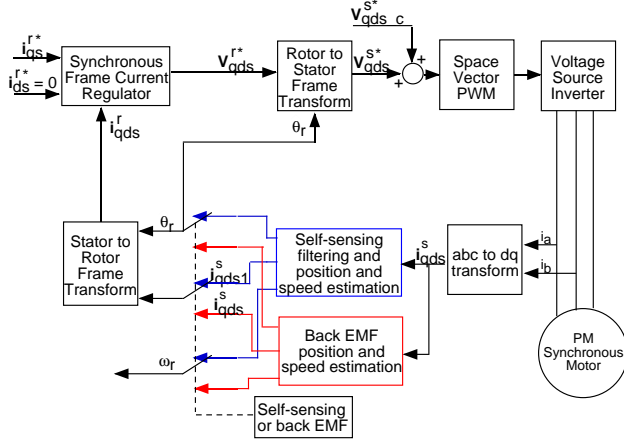 i_qs^r*
i_ds^r* = 0
Synchronous
Frame Current
Regulator
v_qds^r*
Rotor to
Stator
Frame
Transform
v_qds^s*
v_qds_c^s*
+
+
Space
Vector
PWM
Voltage
Source
Inverter
i_qds^r
θ_r
Stator to
Rotor
Frame
Transform
θ_r
i_qds1^s
i_qds^s
ω_r
Self-sensing
filtering and
position and
speed estimation
Back EMF
position and
speed estimation
Self-sensing
or back EMF
i_qds^s
abc to dq
transform
i_a
i_b
PM
Synchronous
Motor